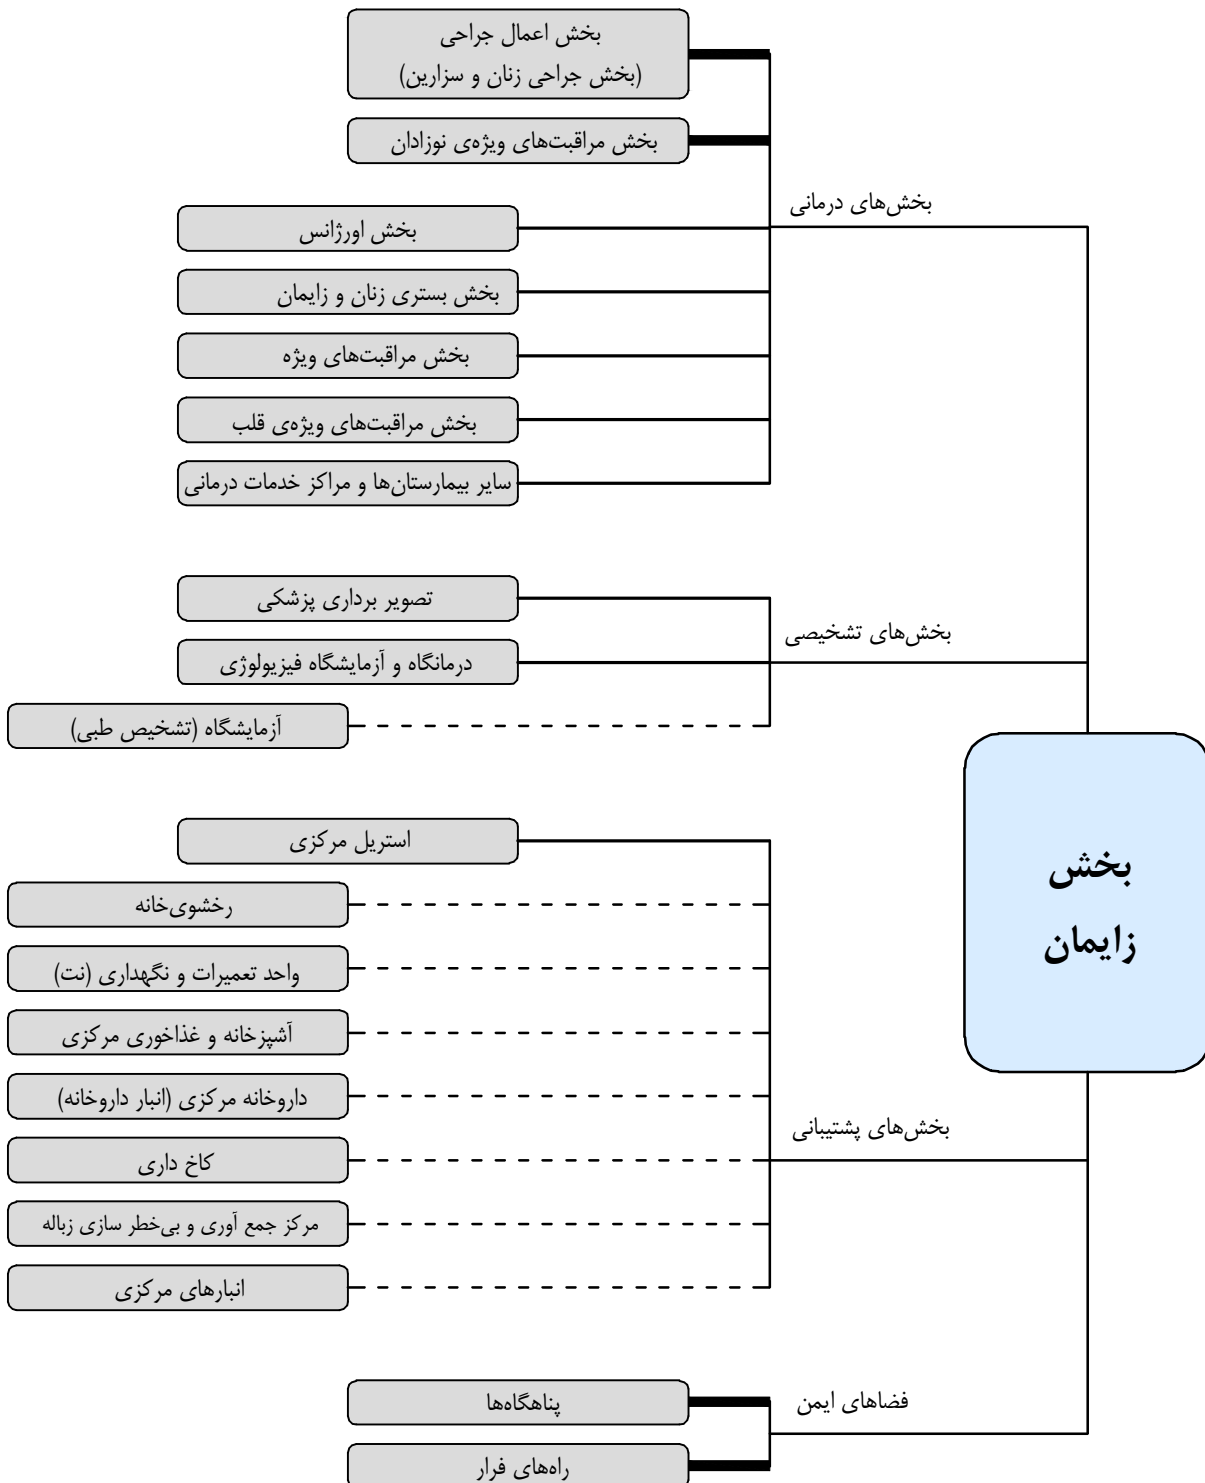 بخش اعمال جراحی
(بخش جراحی زنان و سزارین)
بخش مراقبت‌های ویژه‌ی نوزادان
بخش‌های درمانی
بخش اورژانس
بخش بستری زنان و زایمان
بخش مراقبت‌های ویژه
بخش مراقبت‌های ویژه‌ی قلب
سایر بیمارستان‌ها و مراکز خدمات درمانی
تصویر برداری پزشکی
بخش‌های تشخیصی
درمانگاه و آزمایشگاه فیزیولوژی
آزمایشگاه (تشخیص طبی)
استریل مرکزی
بخش
زایمان
رخشوی‌خانه
واحد تعمیرات و نگهداری (نت)
آشپزخانه و غذاخوری مرکزی
داروخانه مرکزی (انبار داروخانه)
بخش‌های پشتیبانی
کاخ داری
مرکز جمع آوری و بی‌خطر سازی زباله
انبارهای مرکزی
فضاهای ایمن
پناهگاه‌ها
راه‌های فرار